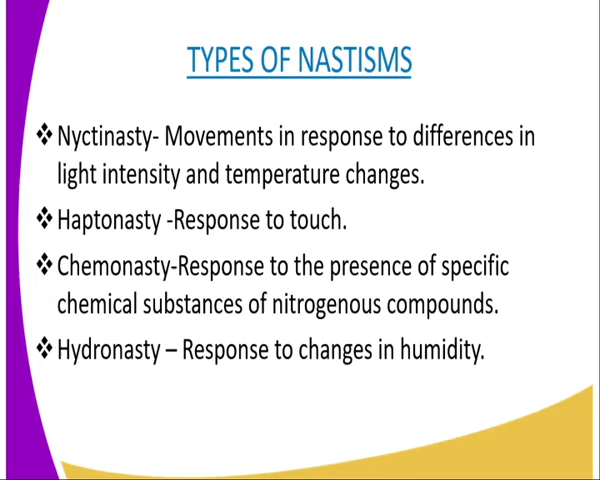 TYPES OF NASTISMS
❖ Nyctinasty- Movements in response to differences in
light intensity and temperature changes.
❖ Haptonasty -Response to touch.
❖ Chemonasty-Response to the presence of specific
chemical substances of nitrogenous compounds.
❖ Hydronasty – Response to changes in humidity.